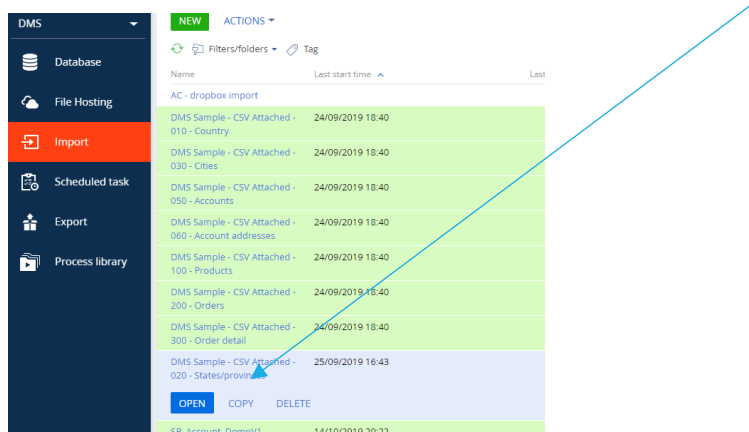 DMS
NEW ACTIONS
Filters/folders Tag
Name Last start time Last
Database
AC - dropbox import
File Hosting
DMS Sample - CSV Attached - 24/09/2019 18:40
010 - Country
Import
DMS Sample - CSV Attached - 24/09/2019 18:40
030 - Cities
Scheduled task
DMS Sample - CSV Attached - 24/09/2019 18:40
050 - Accounts
Export
DMS Sample - CSV Attached - 24/09/2019 18:40
060 - Account addresses
Process library
DMS Sample - CSV Attached - 24/09/2019 18:40
100 - Products
DMS Sample - CSV Attached - 24/09/2019 18:40
200 - Orders
DMS Sample - CSV Attached - 24/09/2019 18:40
300 - Order detail
DMS Sample - CSV Attached - 25/09/2019 16:43
020 - States/provinces
OPEN COPY DELETE
SB_Account_DemoV1 14/10/2019 20:22